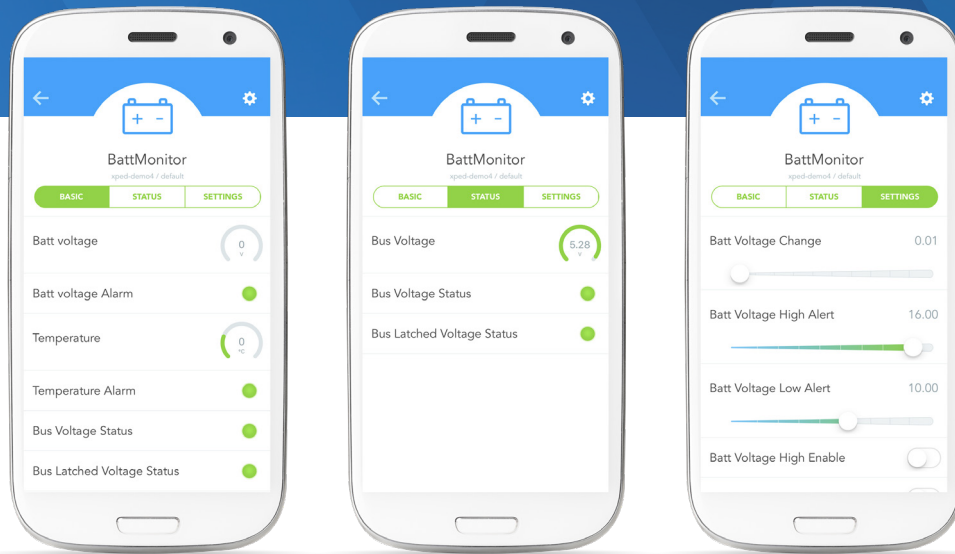 + -
BattMonitor
xped-demo4 / default
BASIC STATUS SETTINGS
Batt voltage
0
V
Batt voltage Alarm
Temperature
0
°C
Temperature Alarm
Bus Voltage Status
Bus Latched Voltage Status
+ -
BattMonitor
xped-demo4 / default
BASIC STATUS SETTINGS
Bus Voltage
5.28
V
Bus Voltage Status
Bus Latched Voltage Status
+ -
BattMonitor
xped-demo4 / default
BASIC STATUS SETTINGS
Batt Voltage Change 0.01
Batt Voltage High Alert 16.00
Batt Voltage Low Alert 10.00
Batt Voltage High Enable